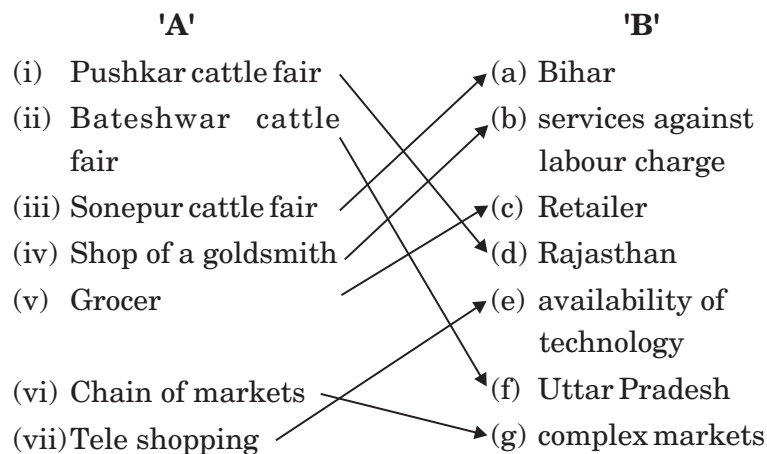 'A' 'B'
(i) Pushkar cattle fair (a) Bihar
(ii) Bateshwar cattle (b) services against
fair labour charge
(iii) Sonepur cattle fair (c) Retailer
(iv) Shop of a goldsmith (d) Rajasthan
(v) Grocer (e) availability of
technology
(vi) Chain of markets (f) Uttar Pradesh
(vii) Tele shopping (g) complex markets